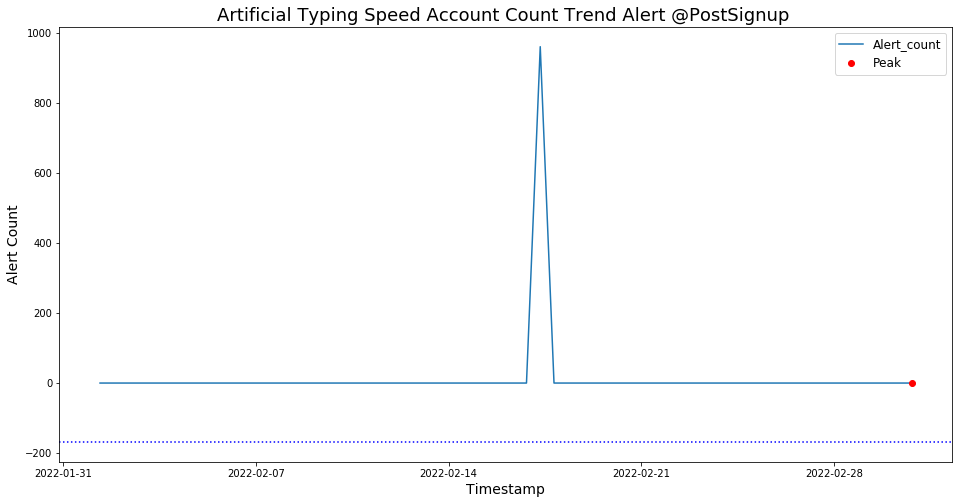 Artificial Typing Speed Account Count Trend Alert @PostSignup
Alert_count
Peak
1000
800
600
400
200
0
−200
Alert Count
2022-01-31
2022-02-07
2022-02-14
2022-02-21
2022-02-28
Timestamp